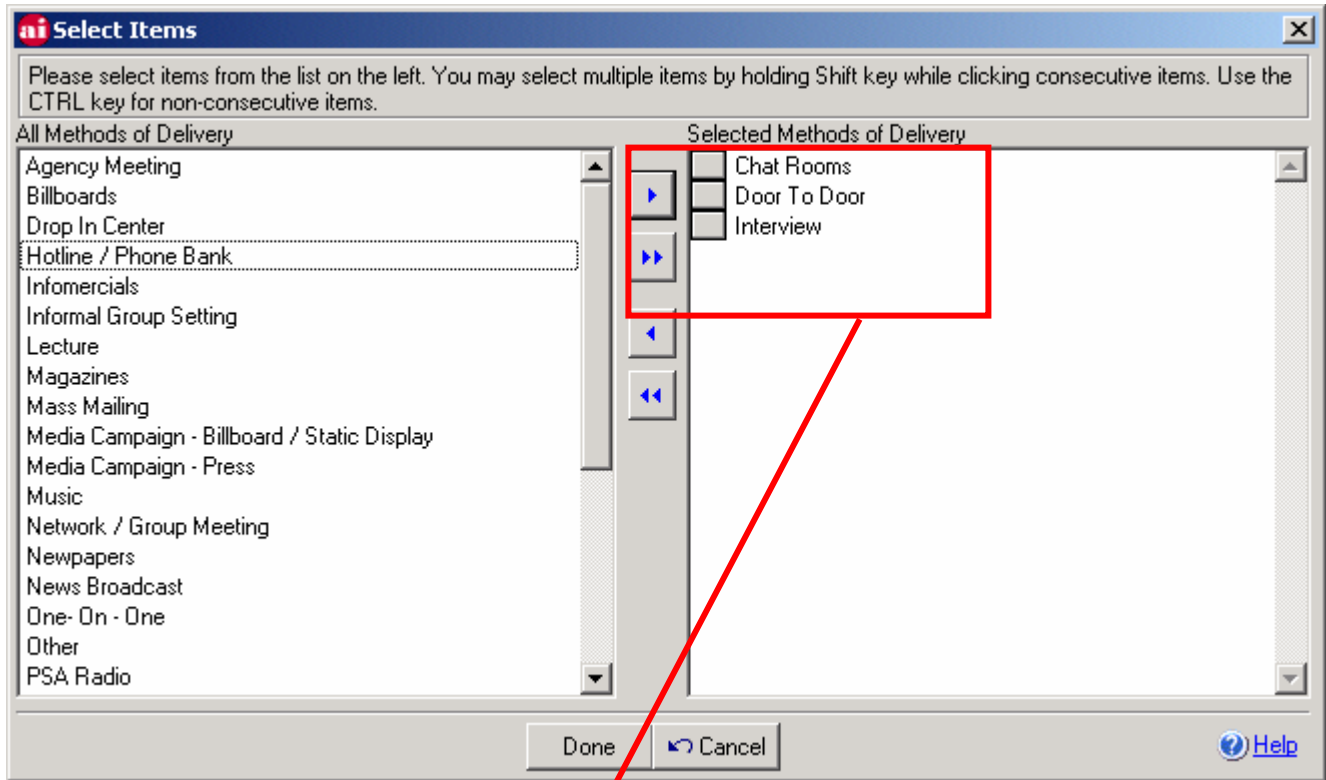 ai Select Items
Please select items from the list on the left. You may select multiple items by holding Shift key while clicking consecutive items. Use the
CTRL key for non-consecutive items.
All Methods of Delivery
Agency Meeting
Billboards
Drop In Center
Hotline / Phone Bank
Infomercials
Informal Group Setting
Lecture
Magazines
Mass Mailing
Media Campaign - Billboard / Static Display
Media Campaign - Press
Music
Network / Group Meeting
Newpapers
News Broadcast
One- On - One
Other
PSA Radio
Selected Methods of Delivery
Chat Rooms
Door To Door
Interview
Done
Cancel
Help